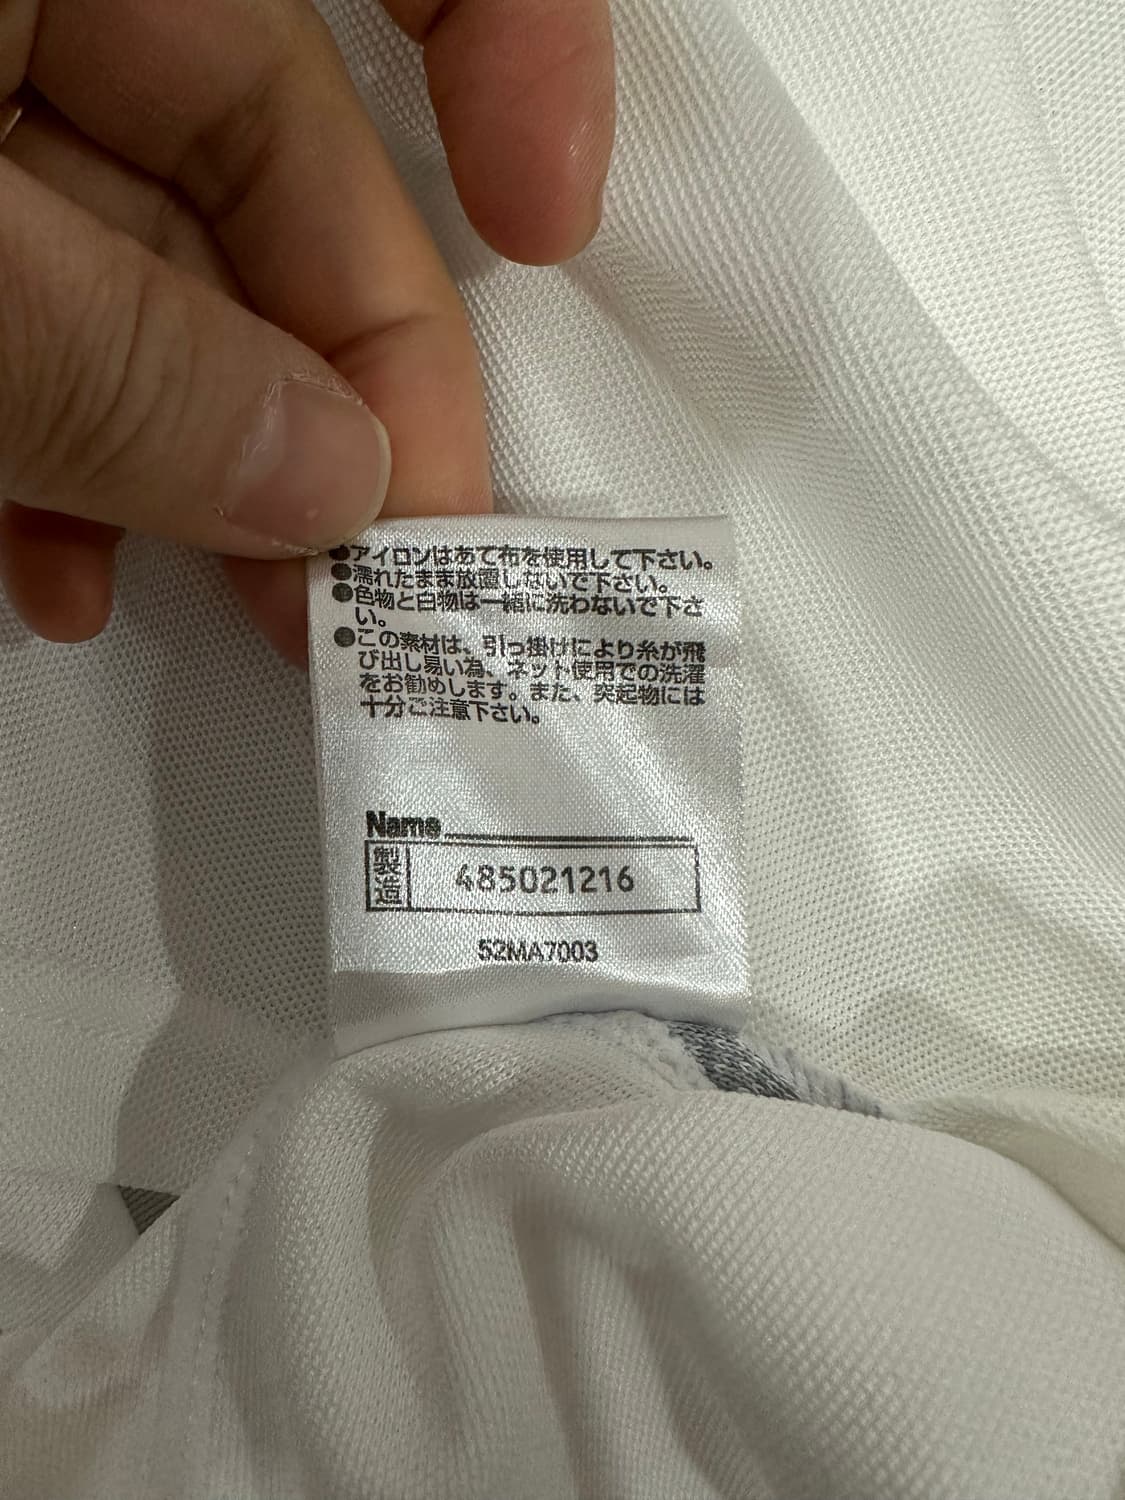 ●アイロンはあて布を使用して下さい。
●濡れたまま放置しないで下さい。
●色物と白物は一緒に洗わないで下さ
い。
●この素材は、引っ掛けにより糸が飛
び出し易い為、ネット使用での洗濯
をお勧めします。また、突起物には
十分ご注意下さい。
Name
製造 485021216
52MA7003